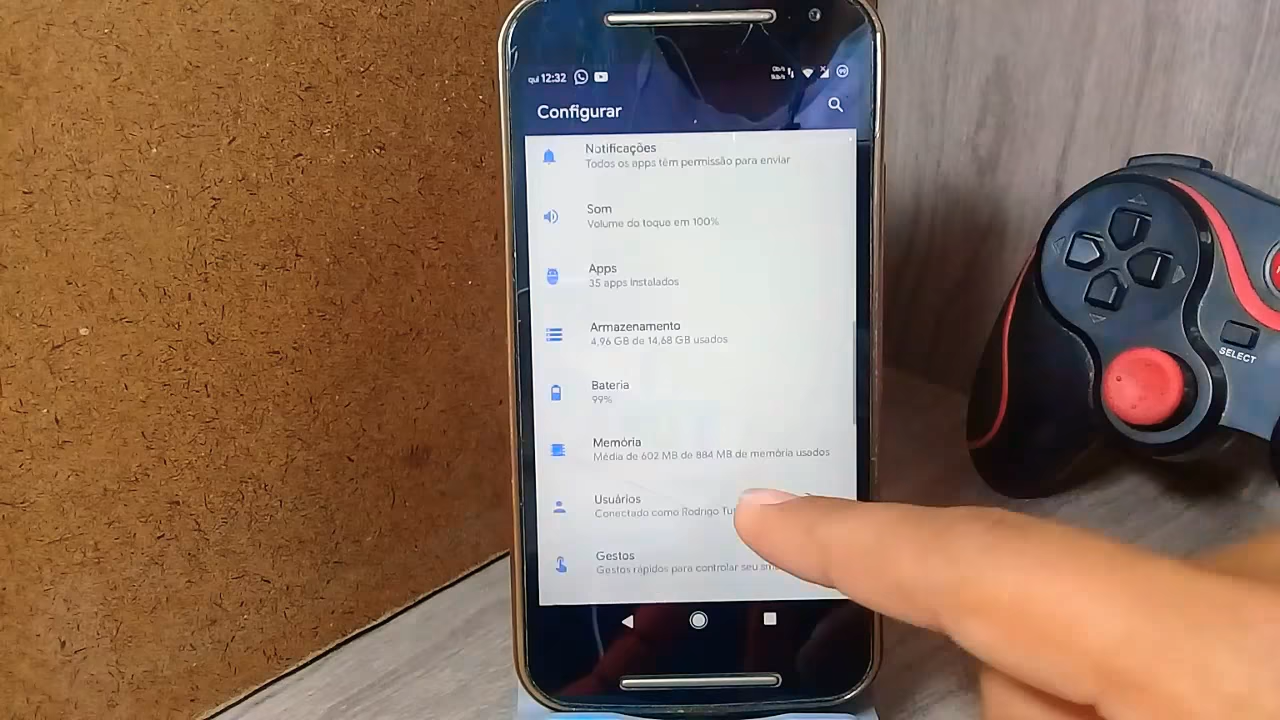 qui 12:32
Configurar
Notificações
Todos os apps têm permissão para enviar
Som
Volume do toque em 100%
Apps
35 apps instalados
Armazenamento
4,96 GB de 14,68 GB usados
Bateria
99%
Memória
Média de 602 MB de 884 MB de memória usados
Usuários
Conectado como Rodrigo
Gestos
Gestos rápidos para controlar seu
SELECT